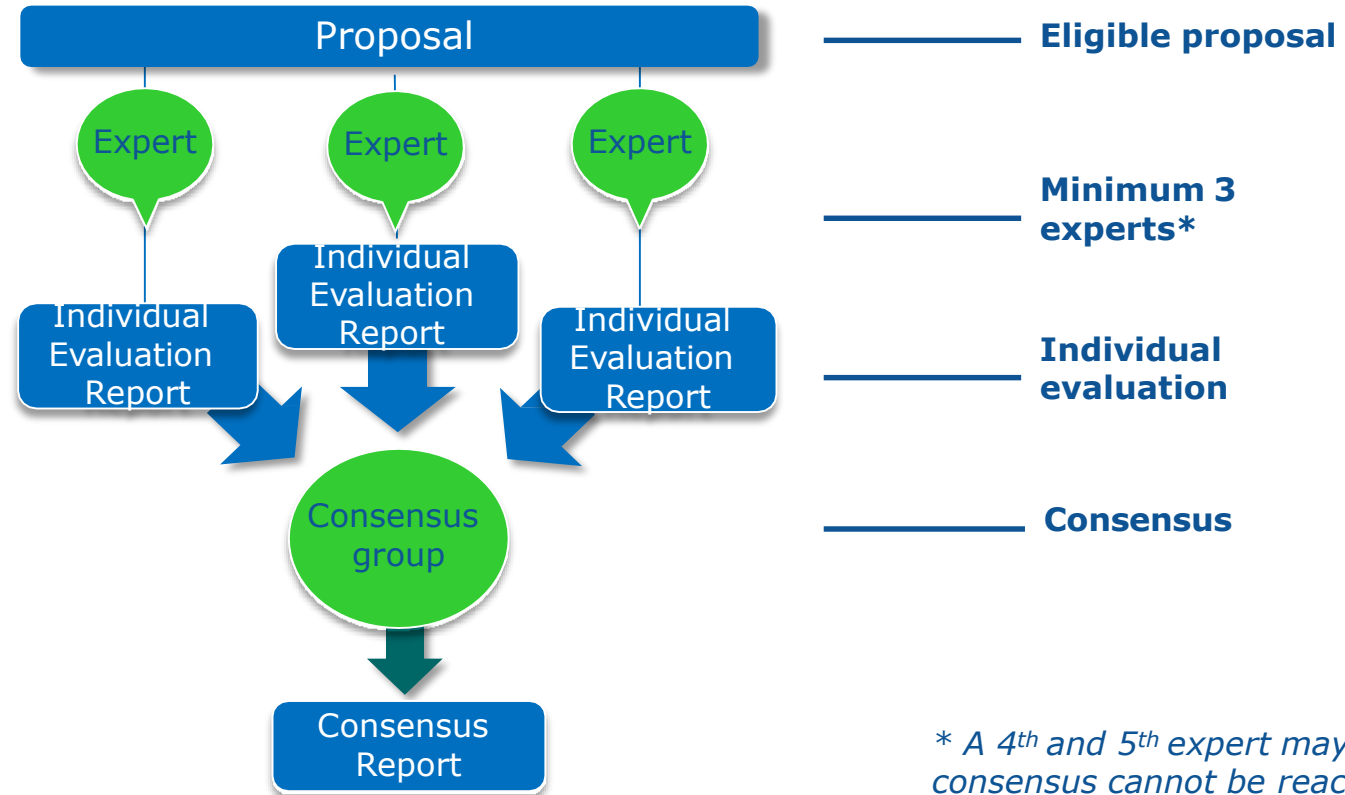 Proposal
Eligible proposal
Expert
Expert
Expert
Minimum 3
experts*
Individual
Evaluation
Report
Individual
Evaluation
Report
Individual
Evaluation
Report
Individual
evaluation
Consensus
group
Consensus
Consensus
Report
* A 4th and 5th expert may
consensus cannot be reac